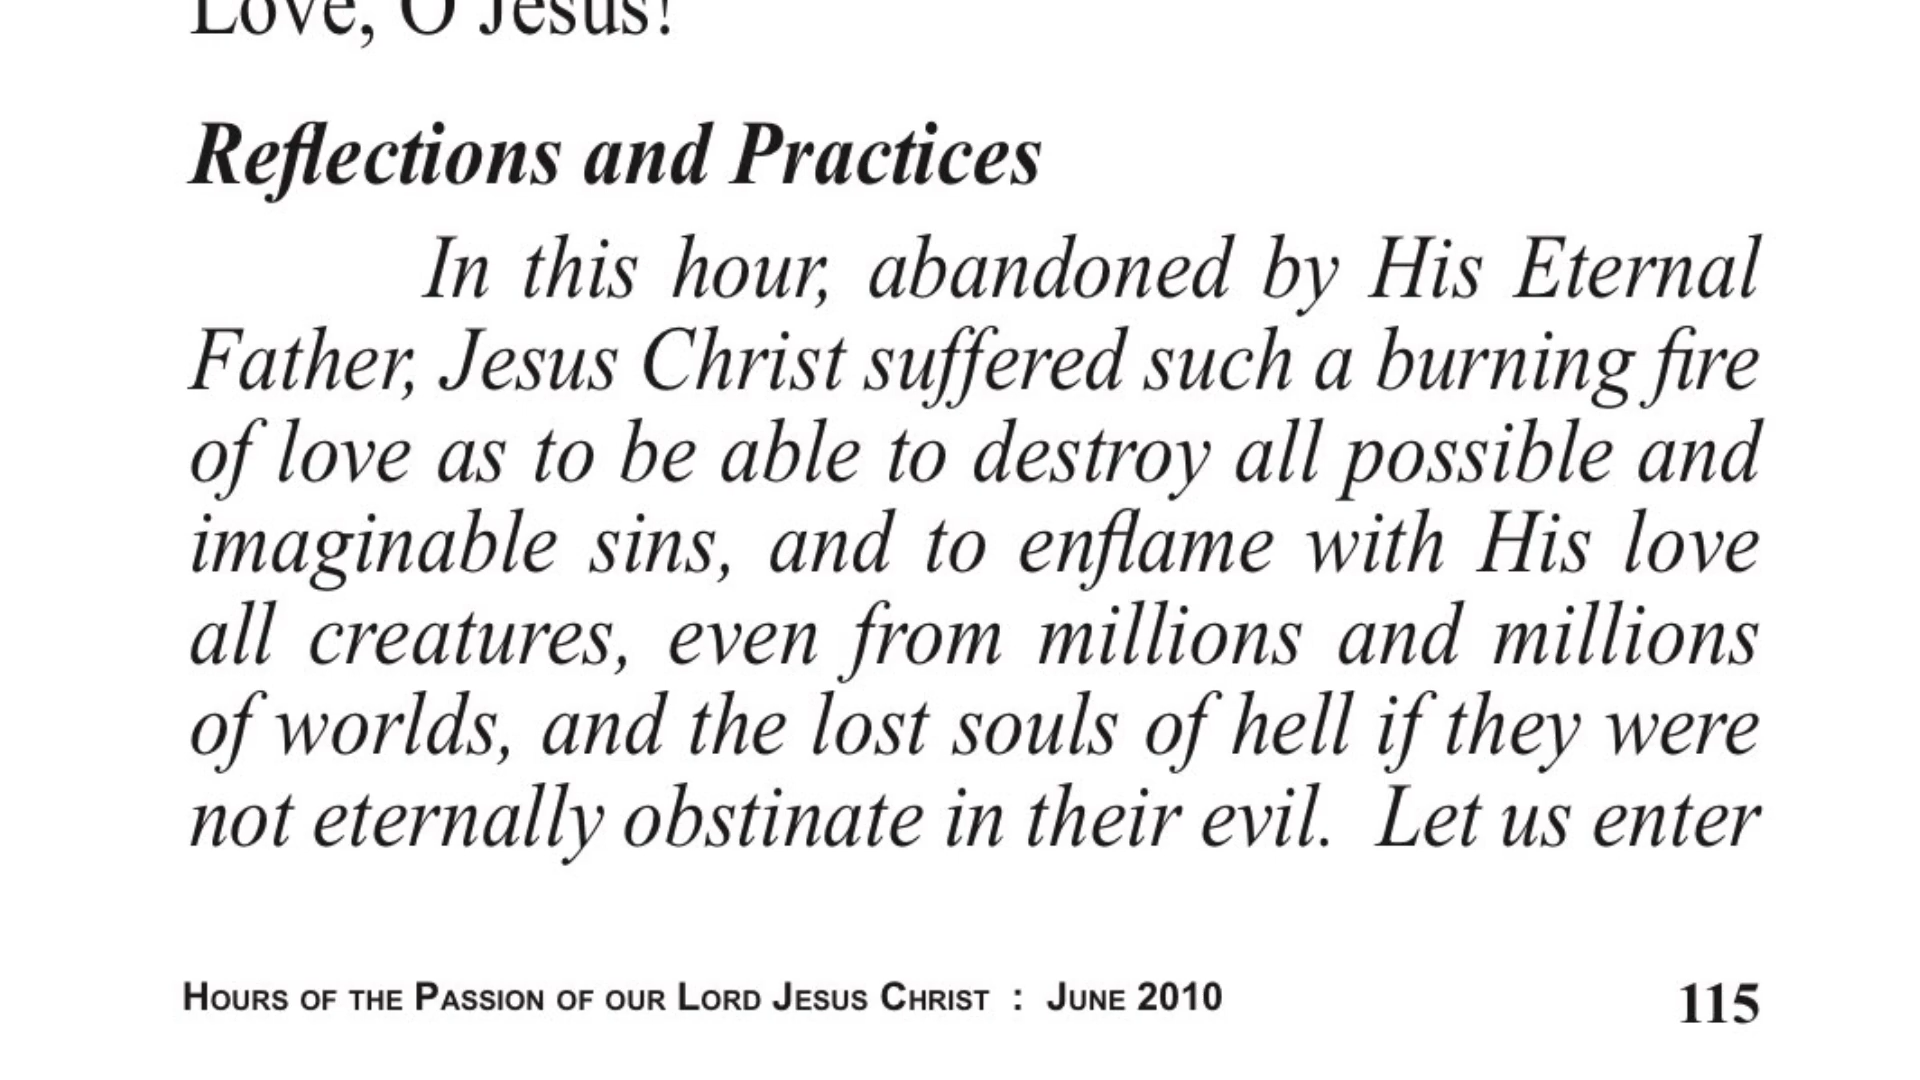 Love, O Jesus!
Reflections and Practices
In this hour, abandoned by His Eternal
Father, Jesus Christ suffered such a burning fire
of love as to be able to destroy all possible and
imaginable sins, and to enflame with His love
all creatures, even from millions and millions
of worlds, and the lost souls of hell if they were
not eternally obstinate in their evil.  Let us enter
Hours of the Passion of our Lord Jesus Christ : June 2010
115